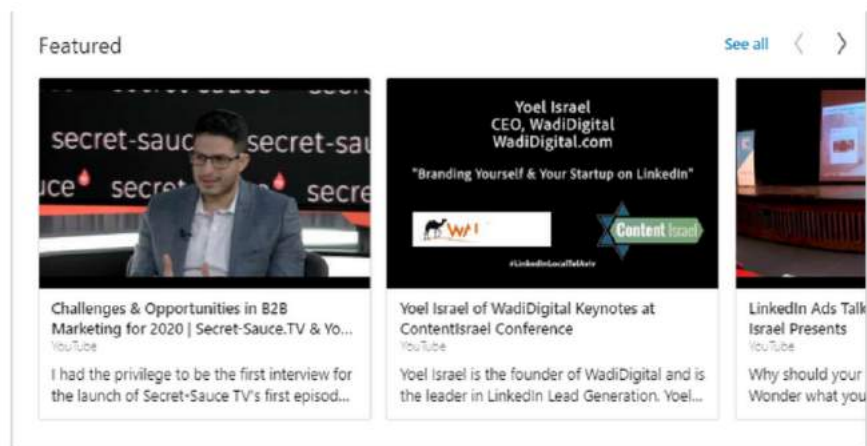 Featured
See all
secret-sauce
secret-sau
uce
secret
secre
Yoel Israel
CEO, WadiDigital
WadiDigital.com
"Branding Yourself & Your Startup on LinkedIn"
Content Israel
#LinkedInLocalTelAviv
Challenges & Opportunities in B2B
Marketing for 2020 | Secret-Sauce.TV & Yo...
YouTube
I had the privilege to be the first interview for
the launch of Secret-Sauce TV's first episod...
Yoel Israel of WadiDigital Keynotes at
ContentIsrael Conference
YouTube
Yoel Israel is the founder of WadiDigital and is
the leader in LinkedIn Lead Generation. Yoel...
LinkedIn Ads Talk
Israel Presents
YouTube
Why should your
Wonder what you